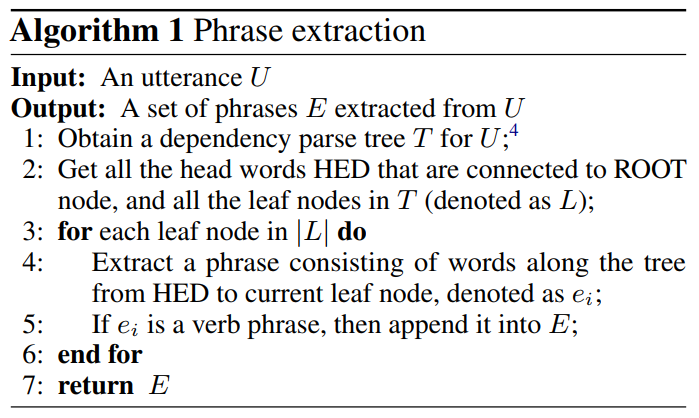 Algorithm 1 Phrase extraction
Input: An utterance U
Output: A set of phrases E extracted from U
1: Obtain a dependency parse tree T for U;4
2: Get all the head words HED that are connected to ROOT
node, and all the leaf nodes in T (denoted as L);
3: for each leaf node in |L| do
4: Extract a phrase consisting of words along the tree
from HED to current leaf node, denoted as ei;
5: If ei is a verb phrase, then append it into E;
6: end for
7: return E